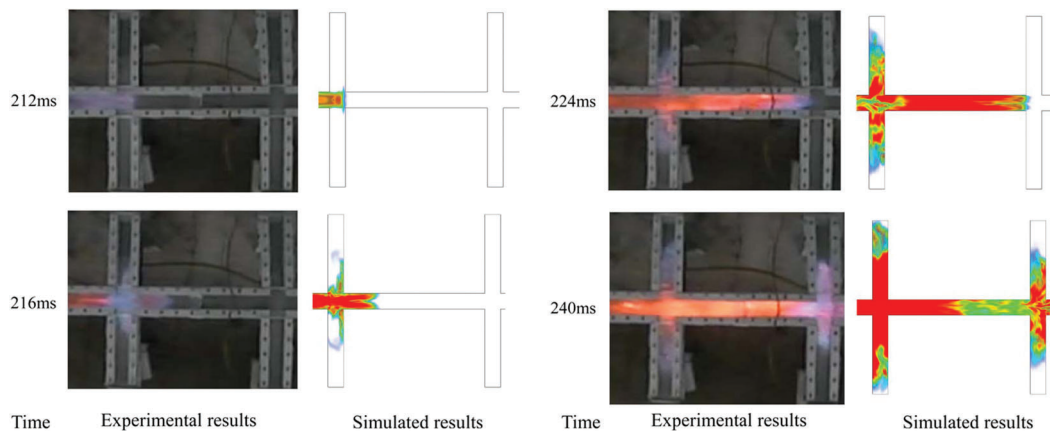 212ms
224ms
216ms
240ms
Time Experimental results Simulated results Time Experimental results Simulated results